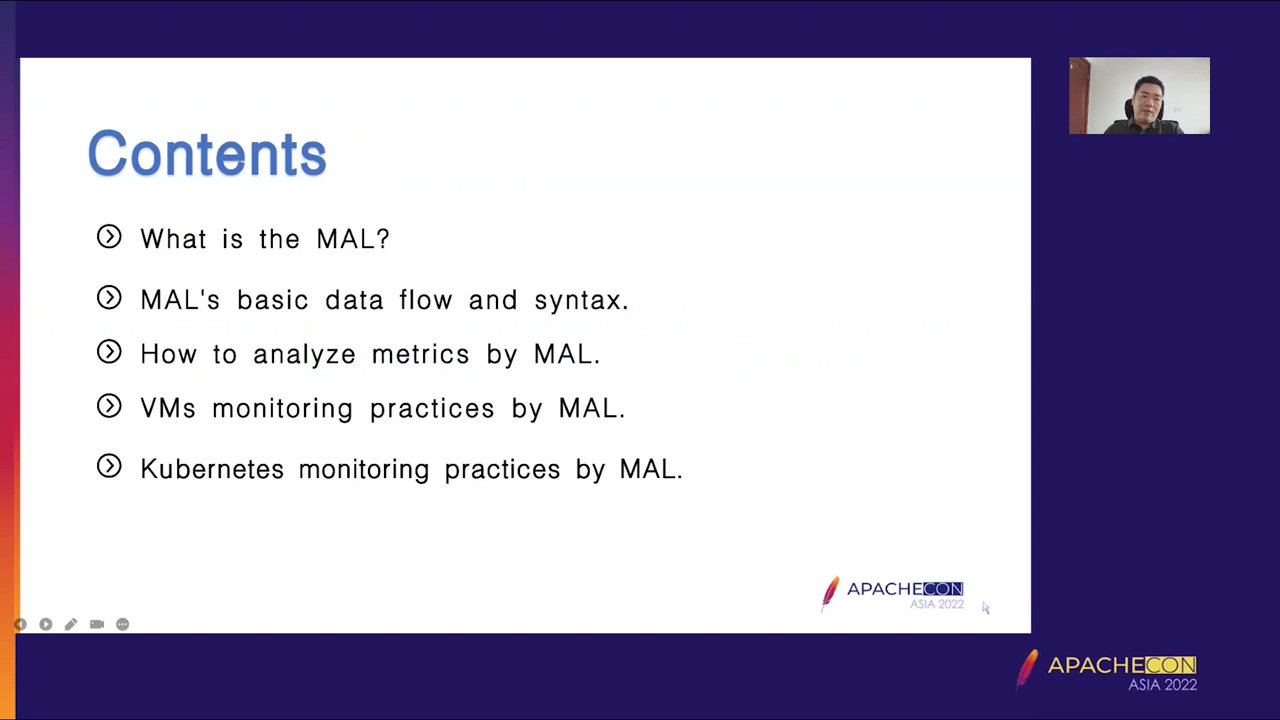 Contents
What is the MAL?
MAL's basic data flow and syntax.
How to analyze metrics by MAL.
VMs monitoring practices by MAL.
Kubernetes monitoring practices by MAL.
APACHECON
ASIA 2022
APACHECON
ASIA 2022